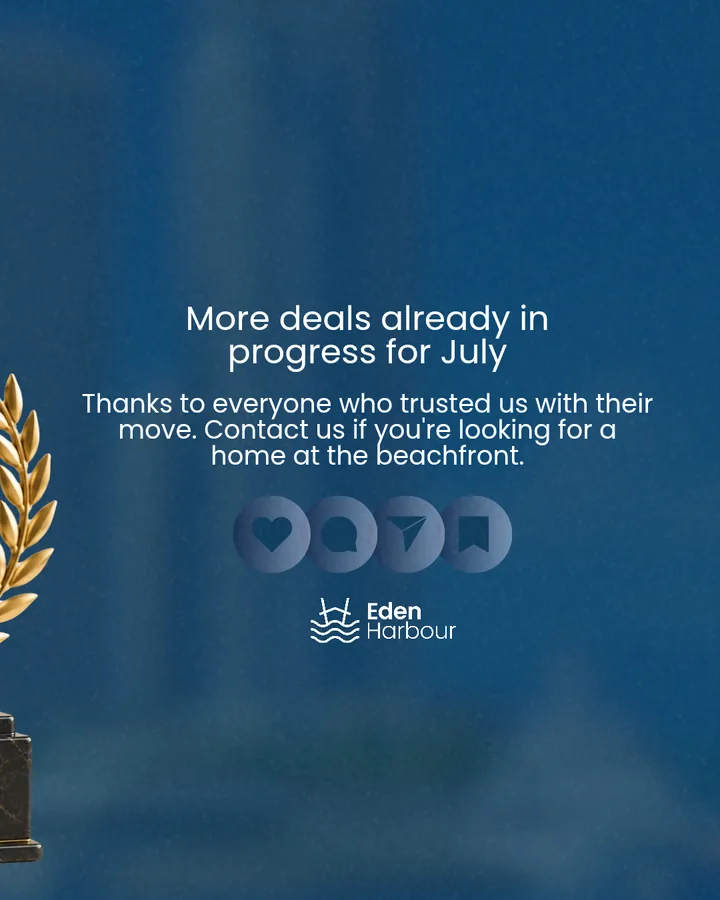 More deals already in
progress for July
Thanks to everyone who trusted us with their
move. Contact us if you're looking for a
home at the beachfront.
Eden
Harbour